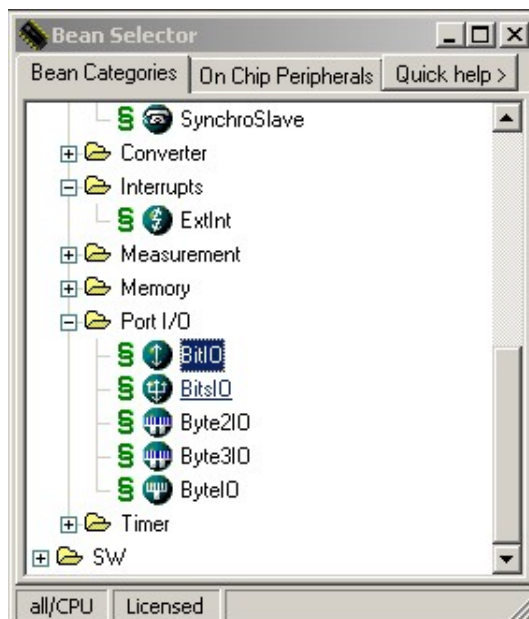 Bean Selector
Bean Categories On Chip Peripherals Quick help >
SynchroSlave
Converter
Interrupts
ExtInt
Measurement
Memory
Port I/O
BitIO
BitsIO
Byte2IO
Byte3IO
ByteIO
Timer
SW
all/CPU Licensed